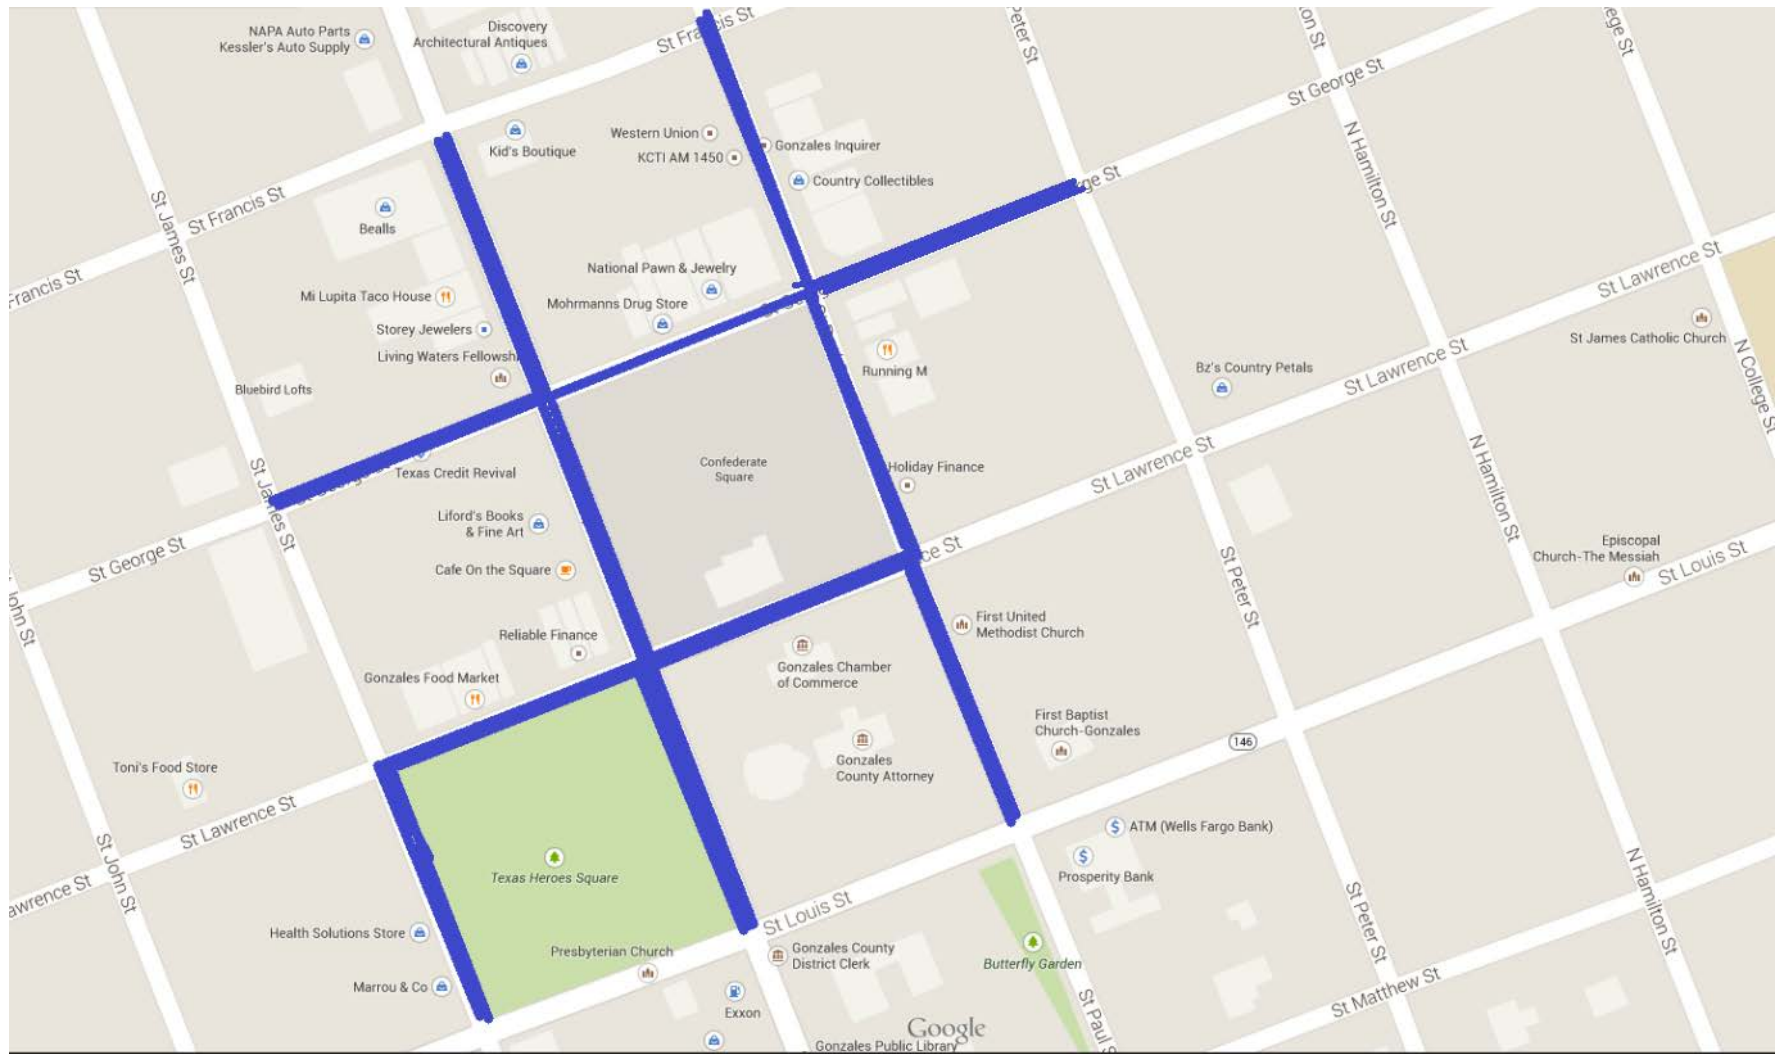 NAPA Auto Parts
Kessler's Auto Supply
Discovery
Architectural Antiques
St Francis St
Peter St
St George St
Kid's Boutique
Western Union
KCTI AM 1450
Gonzales Inquirer
Country Collectibles
N Hamilton St
St James St
St Francis St
Bealls
Francis St
National Pawn & Jewelry
Mohrmanns Drug Store
Mi Lupita Taco House
Storey Jewelers
Living Waters
Bluebird Lofts
Running M
Bz's Country Petals
St Lawrence St
St Lawrence St
St James Catholic Church
N College St
Confederate
Square
Holiday Finance
St Lawrence St
Texas Credit Revival
St James St
St George St
Liford's Books
& Fine Art
Cafe On the Square
N Hamilton St
Episcopal
Church-The Messiah
St Louis St
St Peter St
John St
Reliable Finance
Gonzales Food Market
First United
Methodist Church
Gonzales Chamber
of Commerce
First Baptist
Church-Gonzales
146
Gonzales
County Attorney
Toni's Food Store
St Lawrence St
St John St
awrence St
Texas Heroes Square
ATM (Wells Fargo Bank)
Prosperity Bank
St Louis St
Health Solutions Store
Marrou & Co
Presbyterian Church
Gonzales County
District Clerk
Butterfly Garden
St Peter St
N Hamilton St
St Matthew St
St Paul S
Exxon
Google
Gonzales Public Library